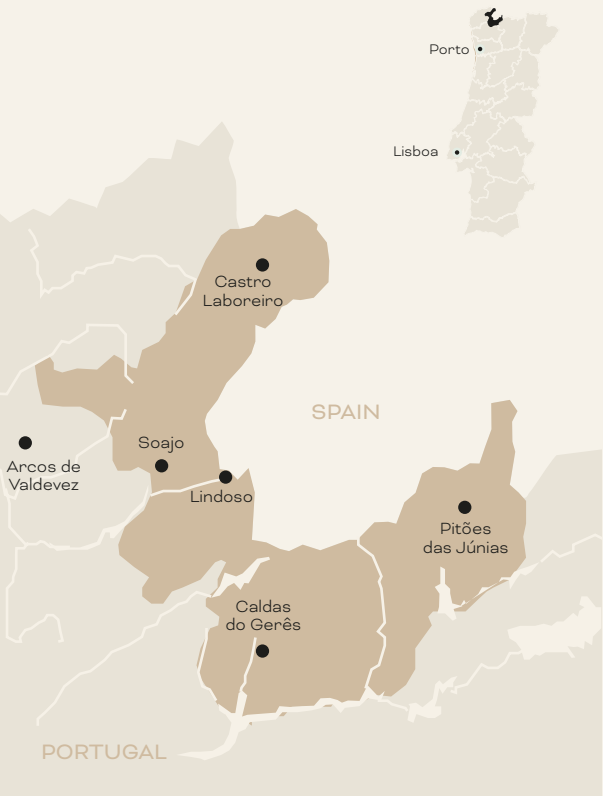 Porto
Lisboa
Castro
Laboreiro
SPAIN
Soajo
Arcos de
Valdevez
Lindoso
Pitões
das Júnias
Caldas
do Gerês
PORTUGAL